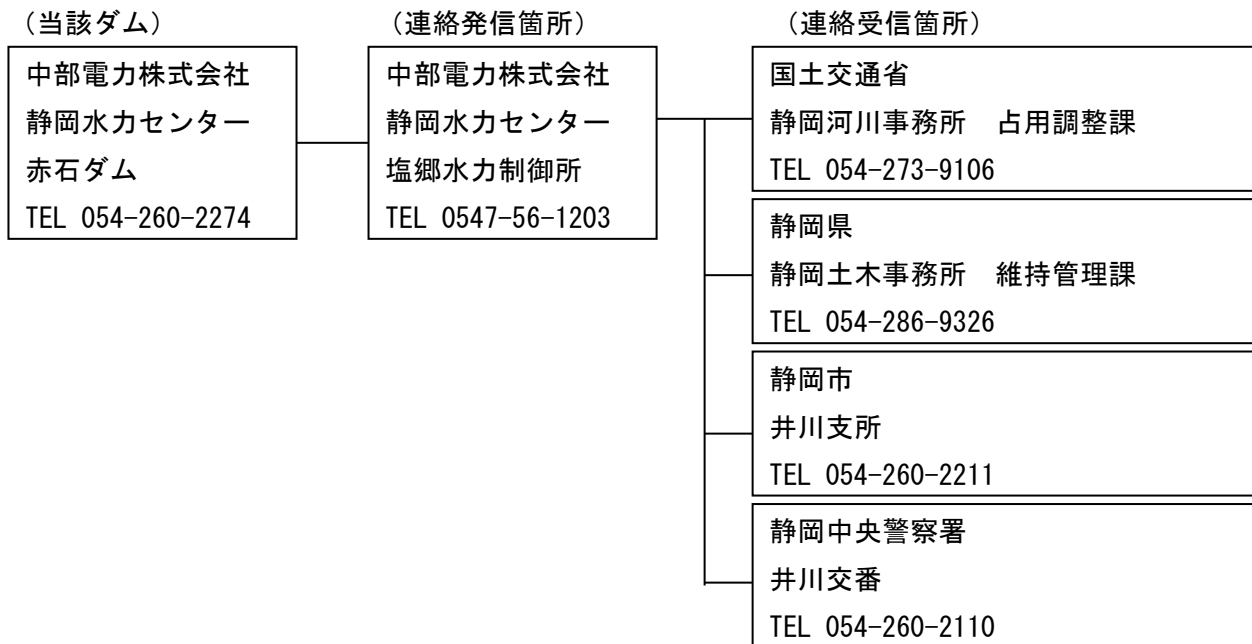 （当該ダム）
中部電力株式会社
静岡水力センター
赤石ダム
TEL 054-260-2274
（連絡発信箇所）
中部電力株式会社
静岡水力センター
塩郷水力制御所
TEL 0547-56-1203
（連絡受信箇所）
国土交通省
静岡河川事務所　占用調整課
TEL 054-273-9106
静岡県
静岡土木事務所　維持管理課
TEL 054-286-9326
静岡市
井川支所
TEL 054-260-2211
静岡中央警察署
井川交番
TEL 054-260-2110